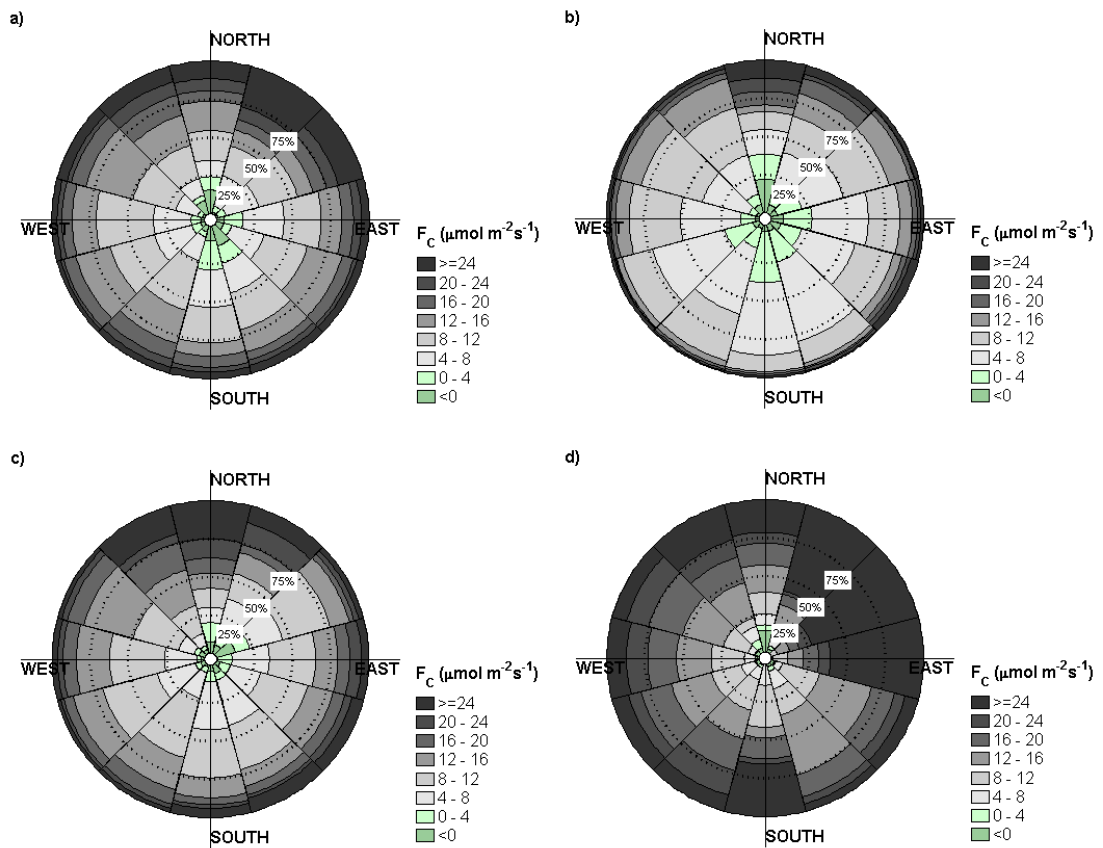 a)
NORTH
75%
50%
25%
WEST
EAST
SOUTH
F_C (μmol m⁻²s⁻¹)
>=24
20 - 24
16 - 20
12 - 16
8 - 12
4 - 8
0 - 4
<0
b)
NORTH
75%
50%
25%
WEST
EAST
SOUTH
F_C (μmol m⁻²s⁻¹)
>=24
20 - 24
16 - 20
12 - 16
8 - 12
4 - 8
0 - 4
<0
c)
NORTH
75%
50%
25%
WEST
EAST
SOUTH
F_C (μmol m⁻²s⁻¹)
>=24
20 - 24
16 - 20
12 - 16
8 - 12
4 - 8
0 - 4
<0
d)
NORTH
75%
50%
25%
WEST
EAST
SOUTH
F_C (μmol m⁻²s⁻¹)
>=24
20 - 24
16 - 20
12 - 16
8 - 12
4 - 8
0 - 4
<0